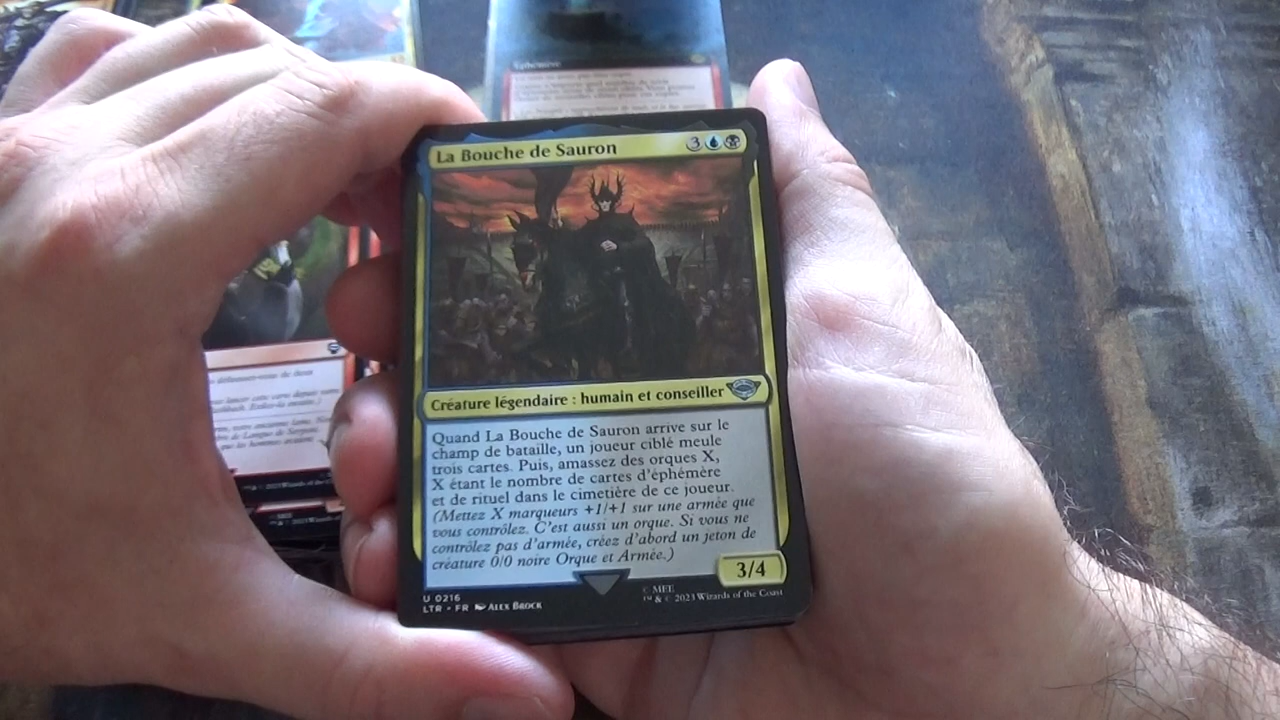 Éphémère
La Bouche de Sauron
3
Créature légendaire : humain et conseiller
Quand La Bouche de Sauron arrive sur le
champ de bataille, un joueur ciblé meule
trois cartes. Puis, amassez des orques X,
X étant le nombre de cartes d'éphémère
et de rituel dans le cimetière de ce joueur.
(Mettez X marqueurs +1/+1 sur une armée que
vous contrôlez. C'est aussi un orque. Si vous ne
contrôlez pas d'armée, créez d'abord un jeton de
créature 0/0 noire Orque et Armée.)
3/4
U 0216
LTR • FR ALEX BROCK
© MEE
™ & © 2023 Wizards of the Coast